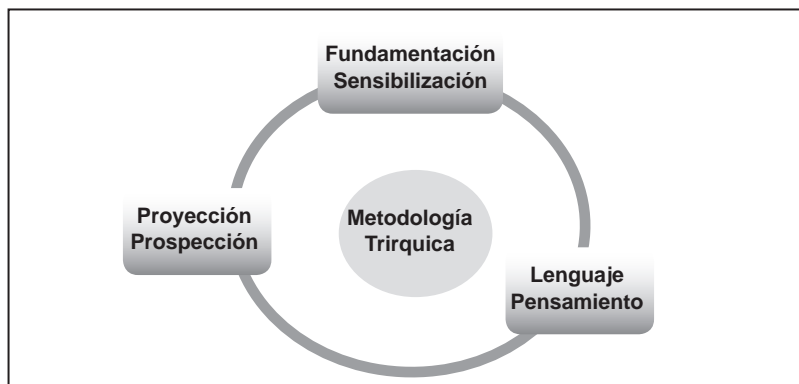 Fundamentación
Sensibilización
Proyección
Prospección
Metodología
Trirquica
Lenguaje
Pensamiento